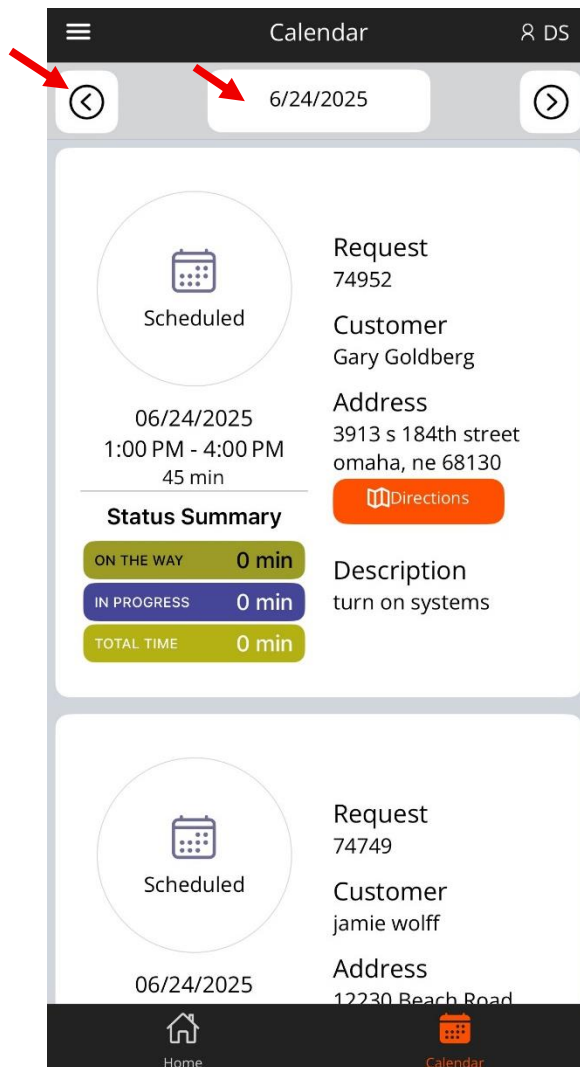 Calendar
DS
6/24/2025
Scheduled
06/24/2025
1:00 PM - 4:00 PM
45 min
Status Summary
ON THE WAY 0 min
IN PROGRESS 0 min
TOTAL TIME 0 min
Request
74952
Customer
Gary Goldberg
Address
3913 s 184th street
omaha, ne 68130
Directions
Description
turn on systems
Scheduled
06/24/2025
Request
74749
Customer
jamie wolff
Address
12230 Beach Road
Home
Calendar